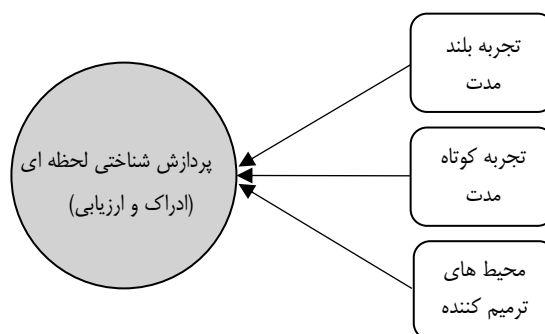 تجربه بلند
مدت
پردازش شناختی لحظه ای
(ادراک و ارزیابی)
تجربه کوتاه
مدت
محیط های
ترمیم کننده